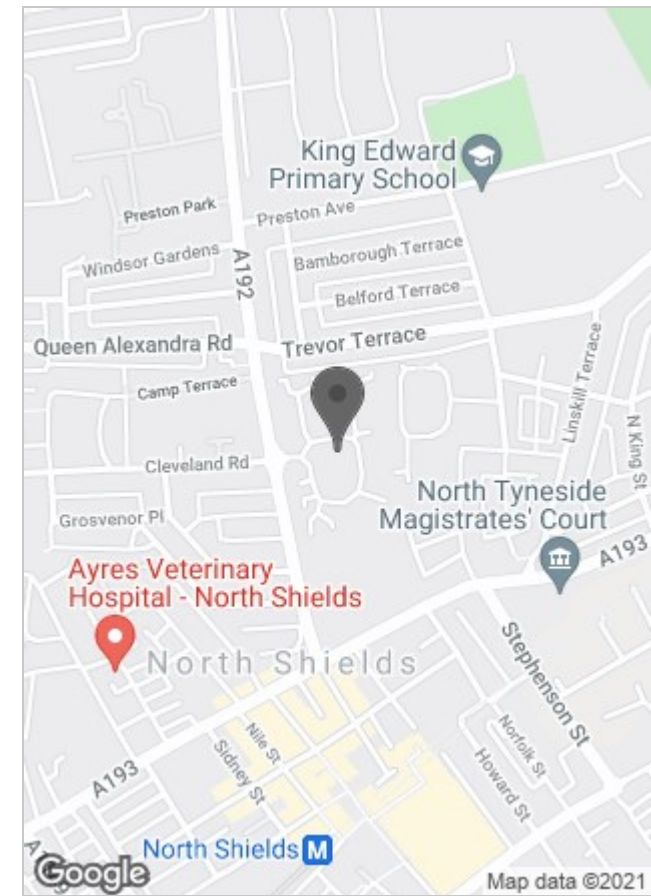 King Edward
Primary School
Preston Park
Preston Ave
Windsor Gardens
A192
Bamborough Terrace
Belford Terrace
Queen Alexandra Rd
Trevor Terrace
Camp Terrace
Linskill Terrace
N King St
Cleveland Rd
North Tyneside
Magistrates' Court
Grosvenor Pl
A193
Ayres Veterinary
Hospital - North Shields
North Shields
Stephenson St
Nile St
Sidney St
Norfolk St
Howard St
A193
North Shields M
Google
Map data ©2021